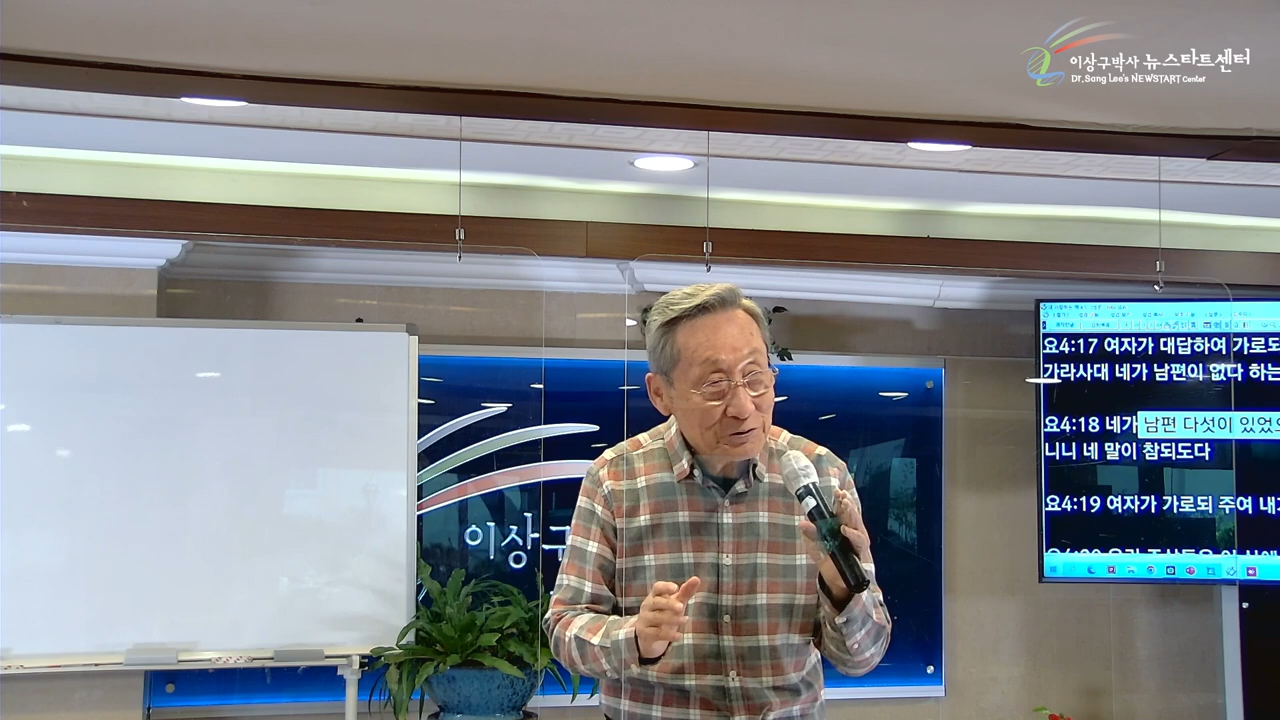 이상구박사 뉴스타트센터
Dr. Sang Lee's NEWSTART Center
이상구
요4:17 여자가 대답하여 가로되
가라사대 네가 남편이 없다 하는
요4:18 네가 남편 다섯이 있었으
니니 네 말이 참되도다
요4:19 여자가 가로되 주여 내가